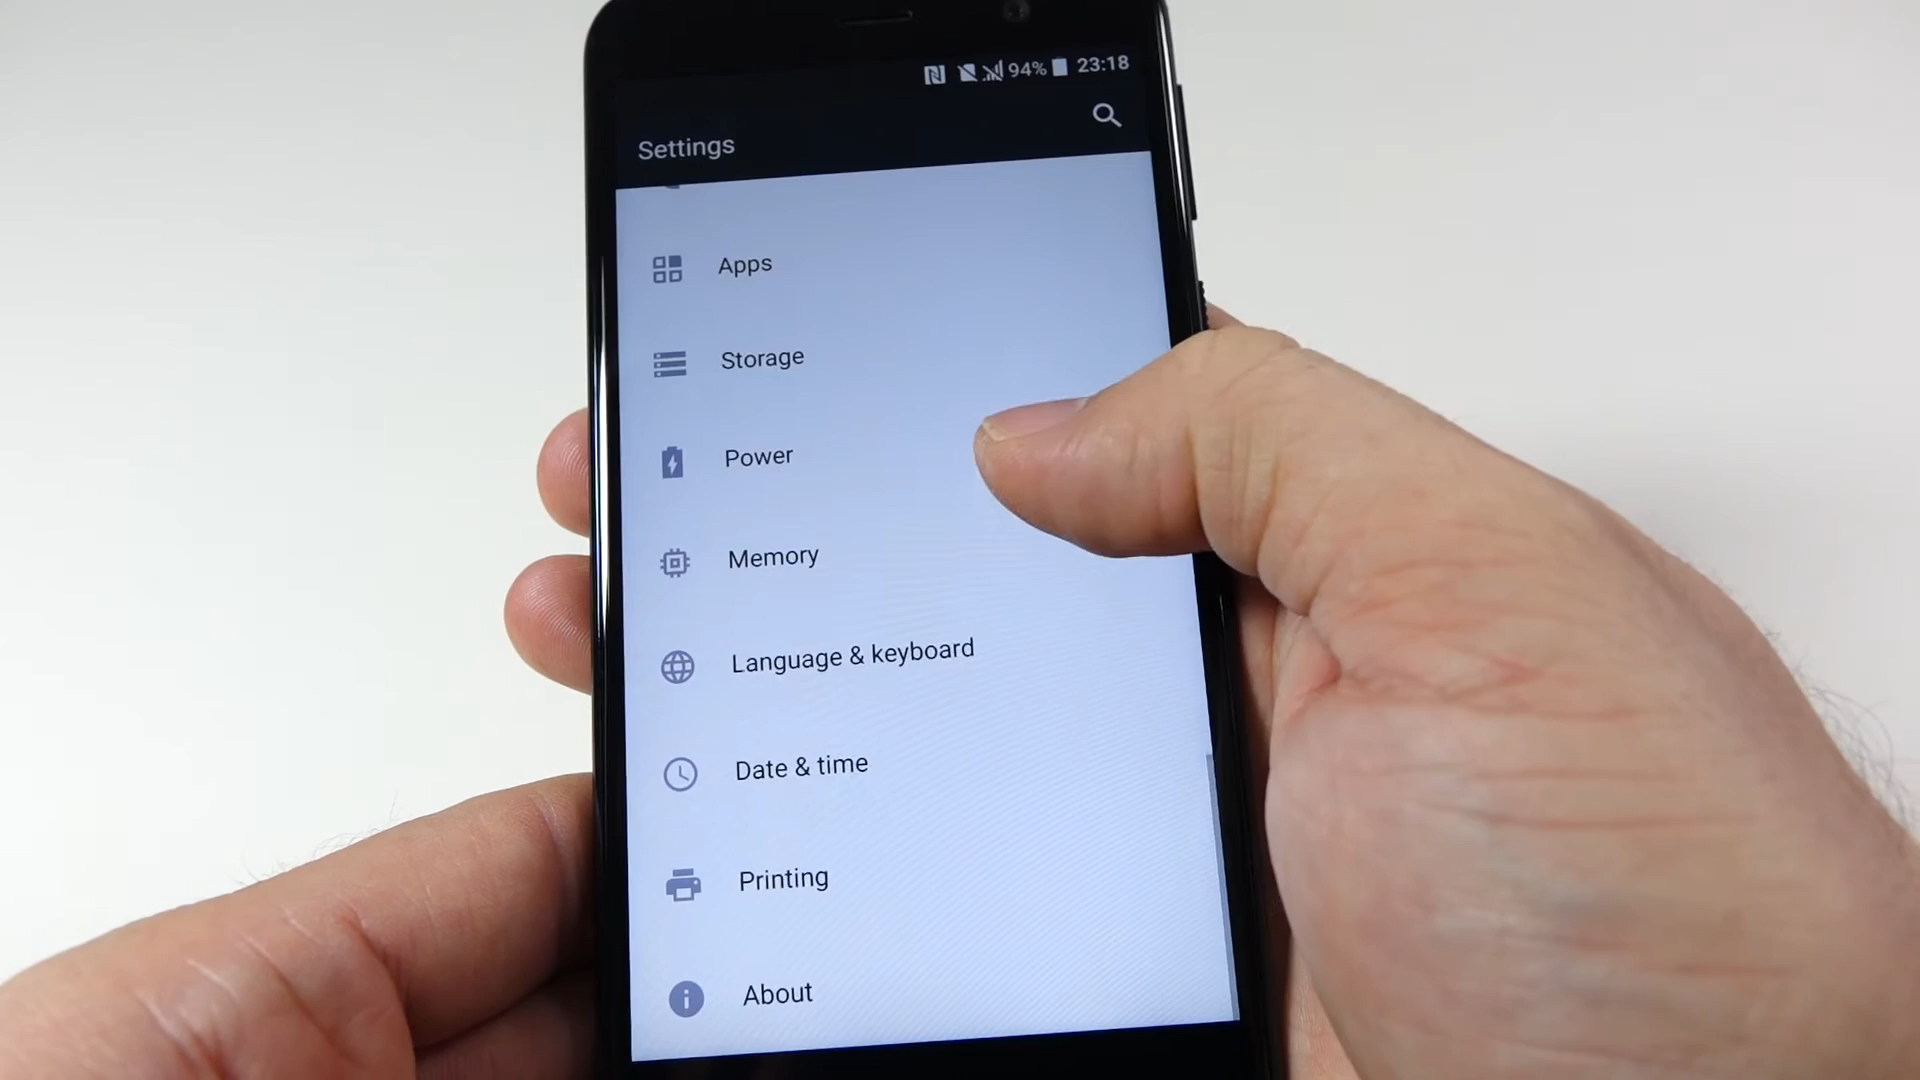 94% 23:18
Settings
Apps
Storage
Power
Memory
Language & keyboard
Date & time
Printing
About